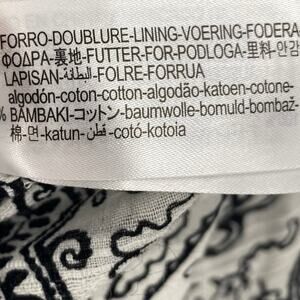 FORRO-DOUBLURE-LINING-VOERING-FODERA
ΦΟΔΡΑ-裏地-FUTTER-FOR-PODLOGA-里料-안감
LAPISAN-البطانة-FOLRE-FORRUA
algodón-coton-cotton-algodão-katoen-cotone-
% BAMBAKI-コットン-baumwolle-bomuld-bombaž-
棉-면-katun-قطن-cotó-kotoia